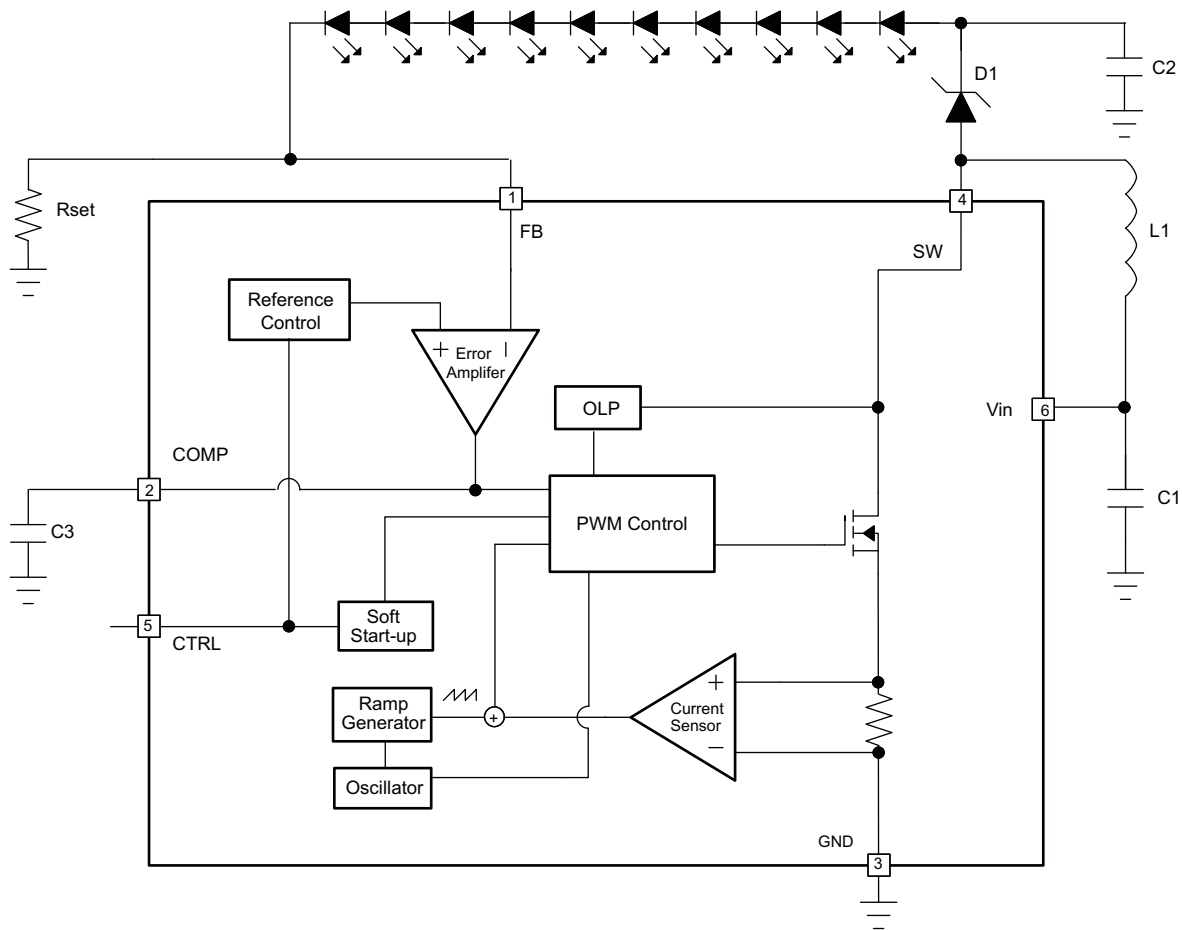 D1
C2
Rset
1
4
FB
L1
SW
Reference
Control
+
Error
Amplifer
OLP
Vin
6
COMP
2
C1
PWM Control
C3
Soft
Start-up
5
CTRL
+
Ramp
Generator
+
Current
Sensor
−
Oscillator
GND
3